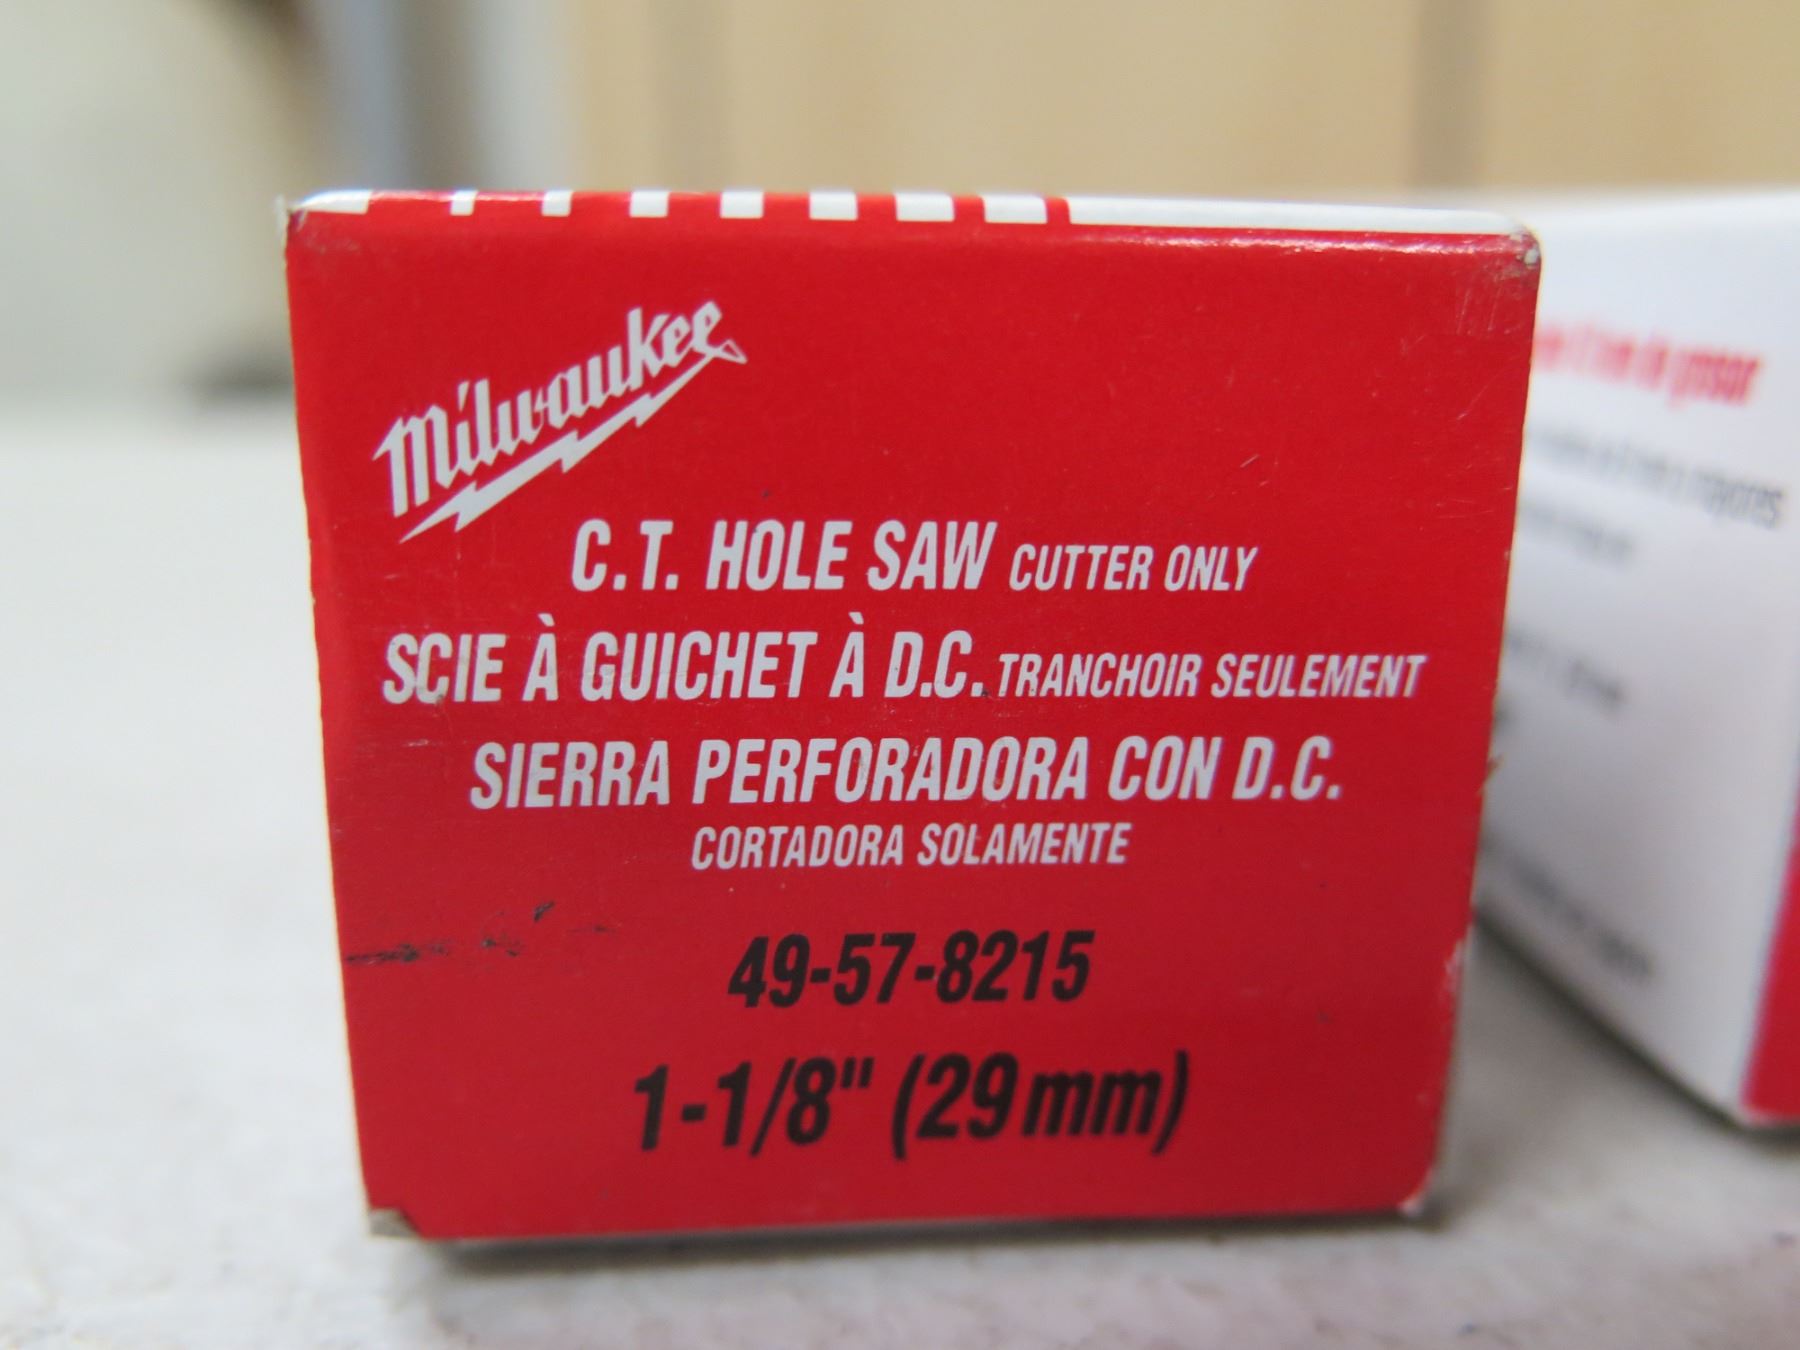 Milwaukee
C.T. HOLE SAW CUTTER ONLY
SCIE À GUICHET À D.C. TRANCHOIR SEULEMENT
SIERRA PERFORADORA CON D.C.
CORTADORA SOLAMENTE
49-57-8215
1-1/8" (29mm)